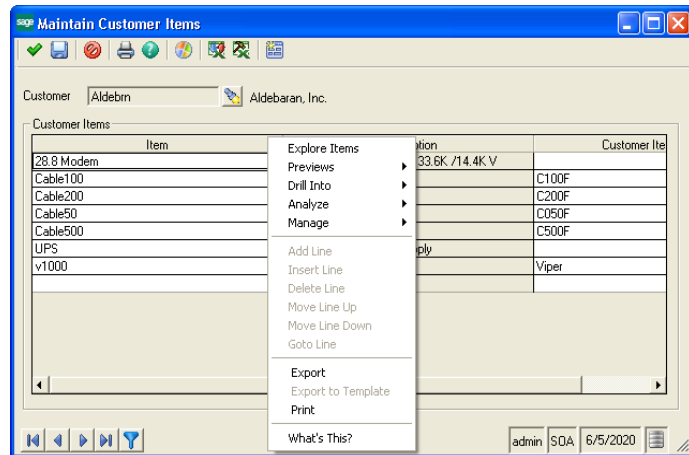 sage Maintain Customer Items
Customer Aldebrn Aldebaran, Inc.
Customer Items
Item ption Customer Ite
28.8 Modem 33.6K /14.4K V
Cable100 C100F
Cable200 C200F
Cable50 C050F
Cable500 C500F
UPS ply
v1000 Viper
Explore Items
Previews
Drill Into
Analyze
Manage
Add Line
Insert Line
Delete Line
Move Line Up
Move Line Down
Goto Line
Export
Export to Template
Print
What's This?
admin SOA 6/5/2020